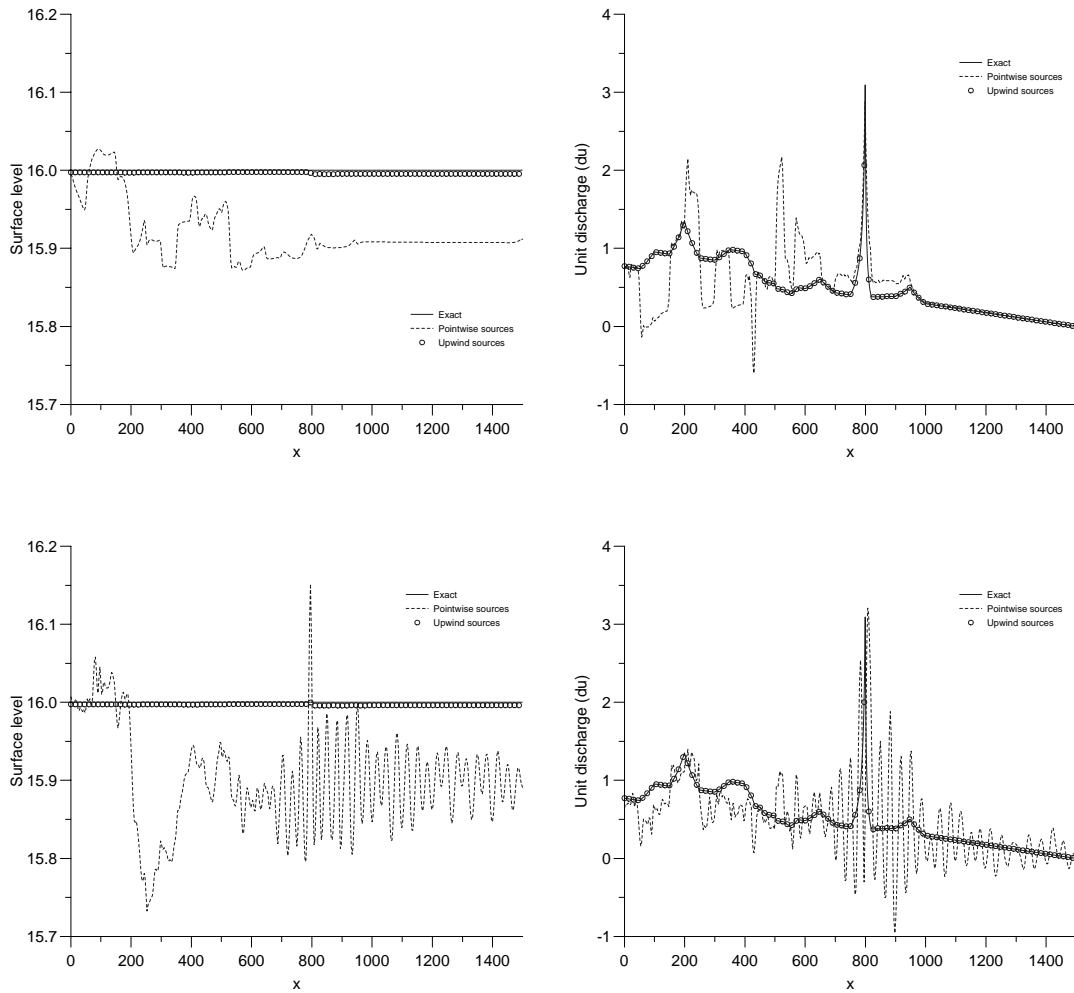 16.2
16.1
16.0
15.9
15.8
15.7
Surface level
Exact
Pointwise sources
Upwind sources
0 200 400 600 800 1000 1200 1400
x
4
3
2
1
0
-1
Unit discharge (du)
Exact
Pointwise sources
Upwind sources
0 200 400 600 800 1000 1200 1400
x
16.2
16.1
16.0
15.9
15.8
15.7
Surface level
Exact
Pointwise sources
Upwind sources
0 200 400 600 800 1000 1200 1400
x
4
3
2
1
0
-1
Unit discharge (du)
Exact
Pointwise sources
Upwind sources
0 200 400 600 800 1000 1200 1400
x